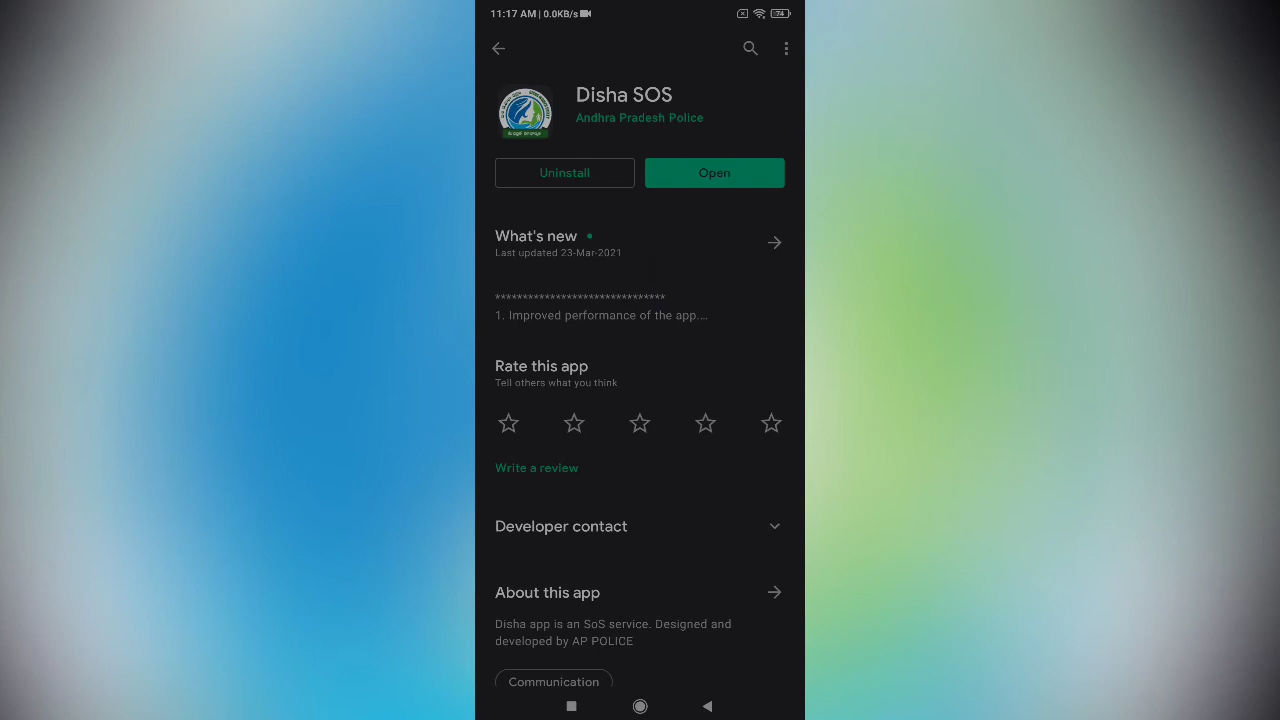 11:17 AM | 0.0KB/s
74
Disha SOS
Andhra Pradesh Police
Uninstall
Open
What's new
Last updated 23-Mar-2021
*******************************
1. Improved performance of the app....
Rate this app
Tell others what you think
Write a review
Developer contact
About this app
Disha app is an SoS service. Designed and
developed by AP POLICE
Communication